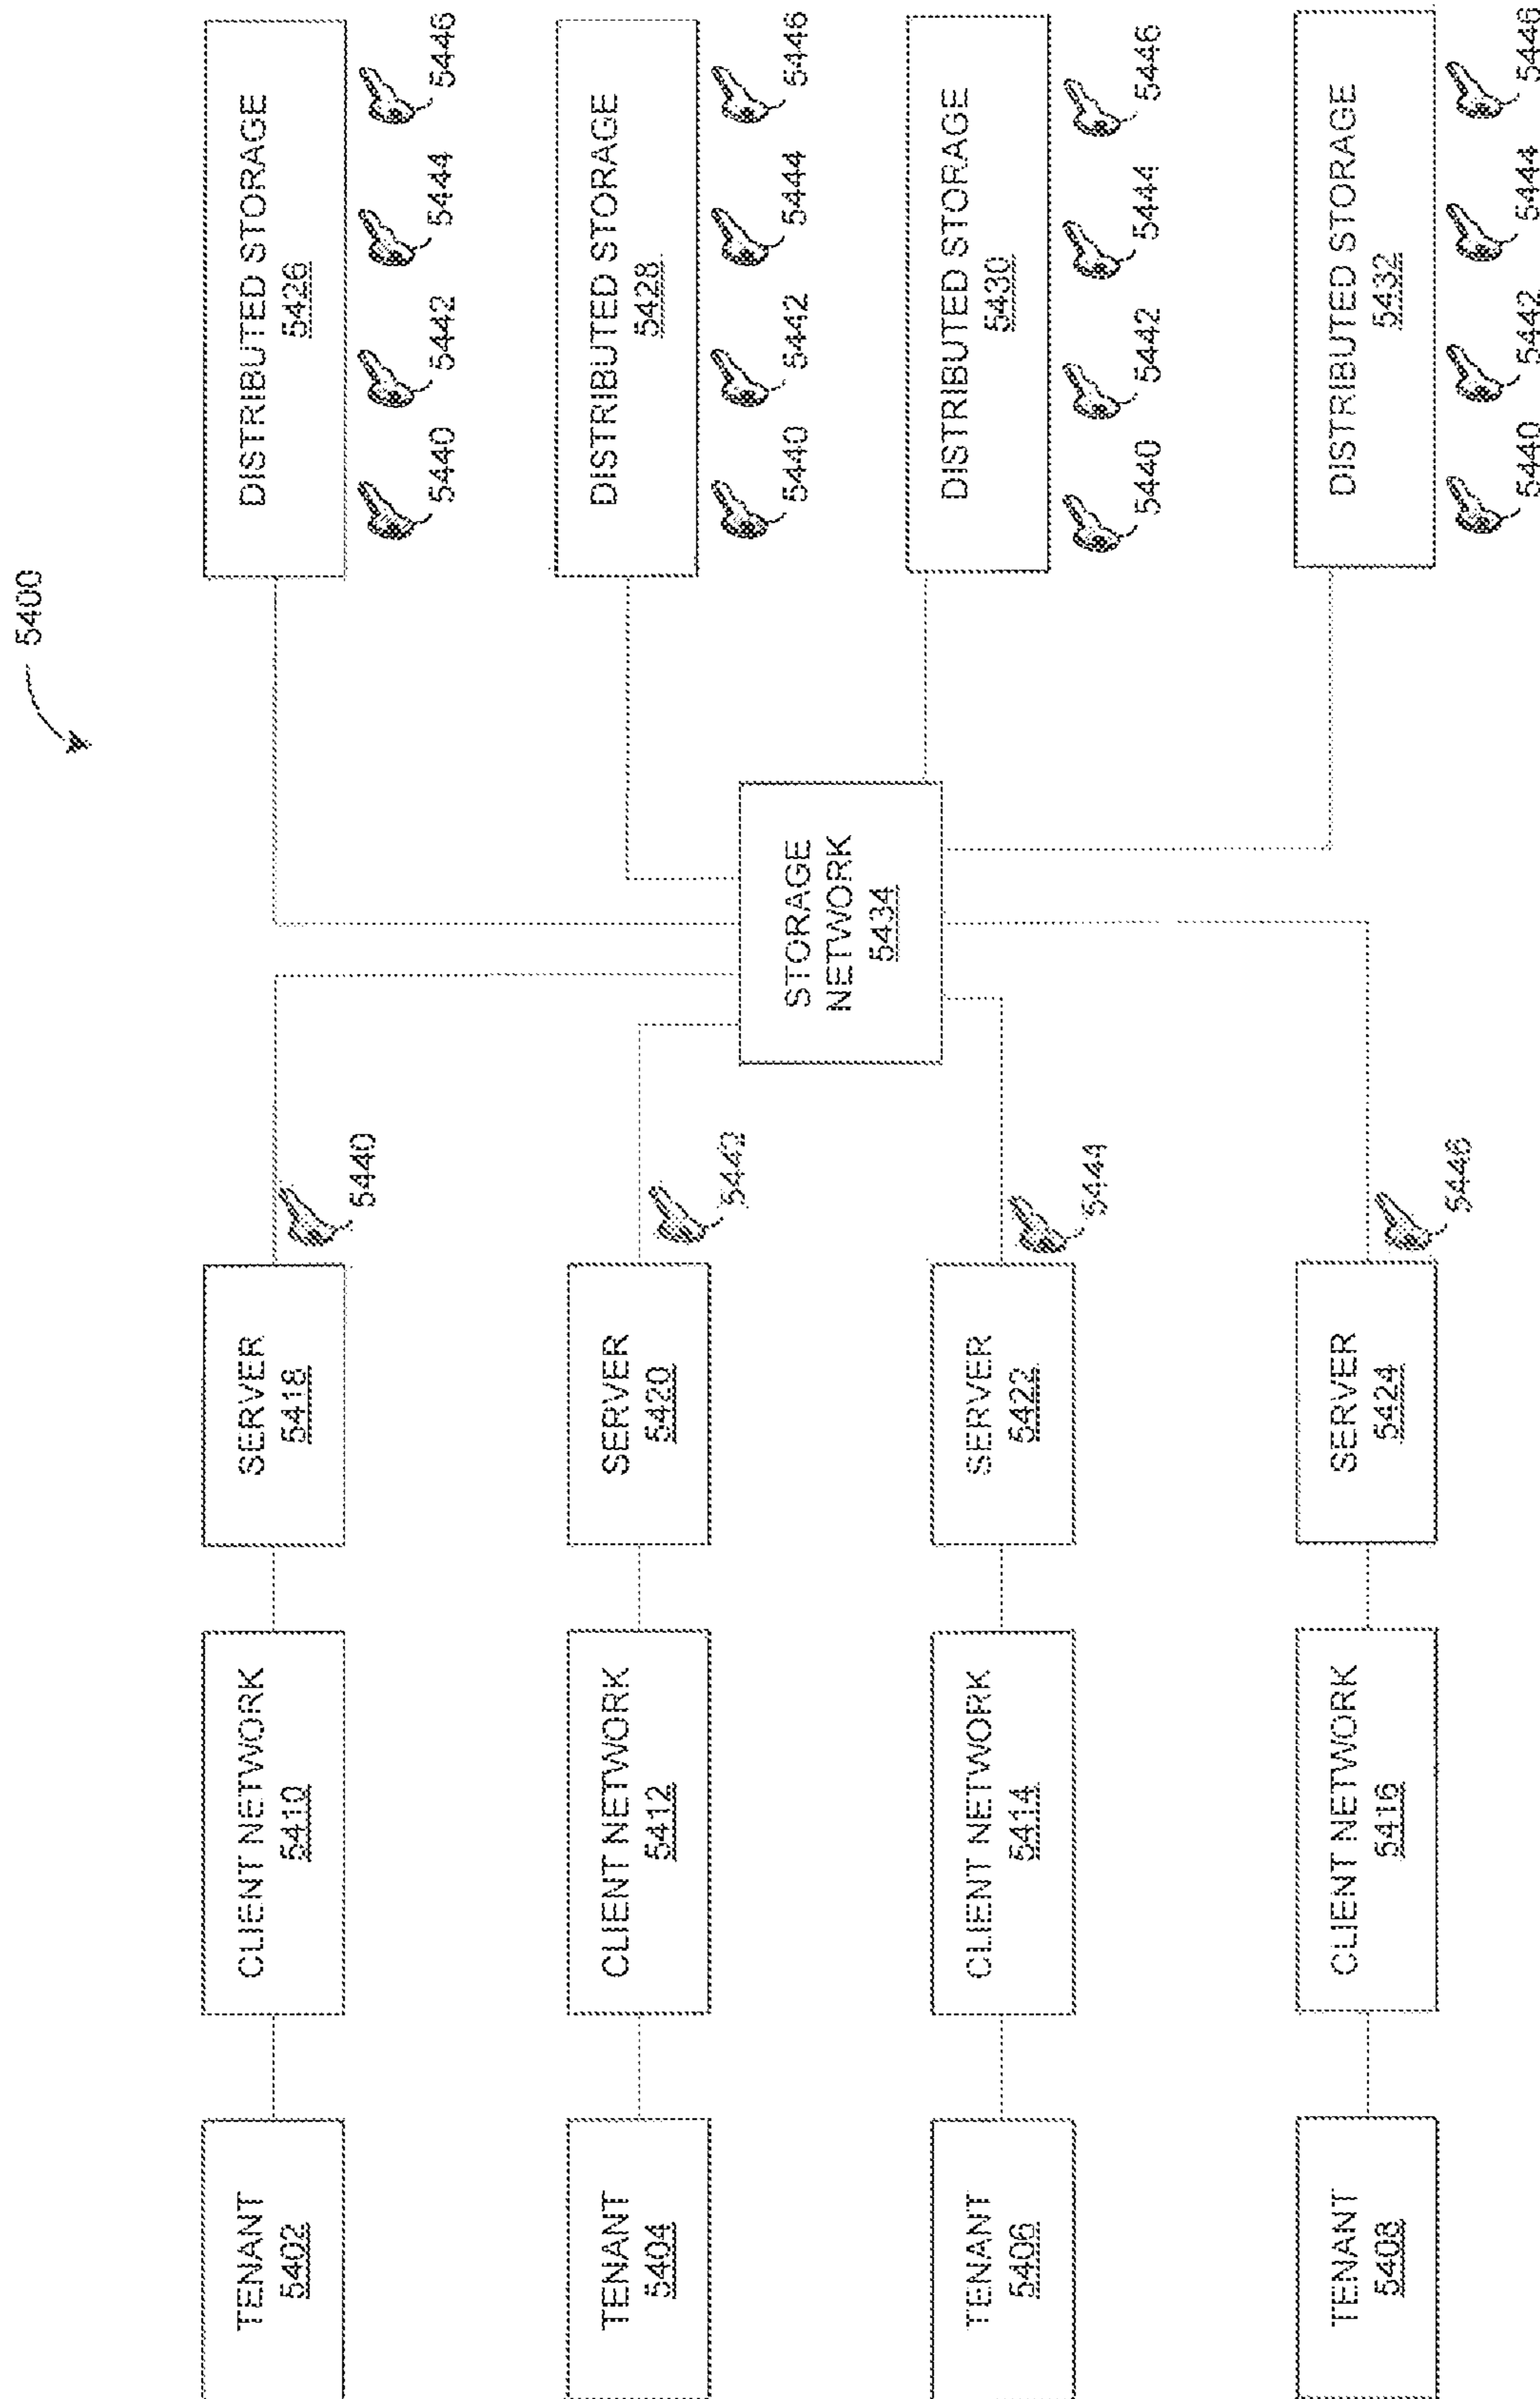 5400
TENANT
5402
CLIENT NETWORK
5410
SERVER
5418
5440
DISTRIBUTED STORAGE
5426
5440
5442
5444
5446
TENANT
5404
CLIENT NETWORK
5412
SERVER
5420
5442
STORAGE
NETWORK
5434
DISTRIBUTED STORAGE
5428
5440
5442
5444
5446
TENANT
5406
CLIENT NETWORK
5414
SERVER
5422
5444
DISTRIBUTED STORAGE
5430
5440
5442
5444
5446
TENANT
5408
CLIENT NETWORK
5416
SERVER
5424
5446
DISTRIBUTED STORAGE
5432
5440
5442
5444
5446